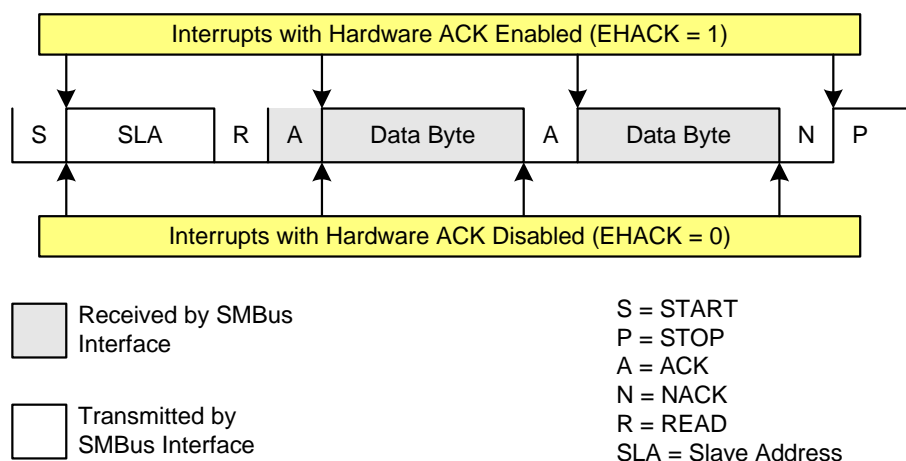 Interrupts with Hardware ACK Enabled (EHACK = 1)
S SLA R A Data Byte A Data Byte N P
Interrupts with Hardware ACK Disabled (EHACK = 0)
Received by SMBus
Interface
Transmitted by
SMBus Interface
S = START
P = STOP
A = ACK
N = NACK
R = READ
SLA = Slave Address